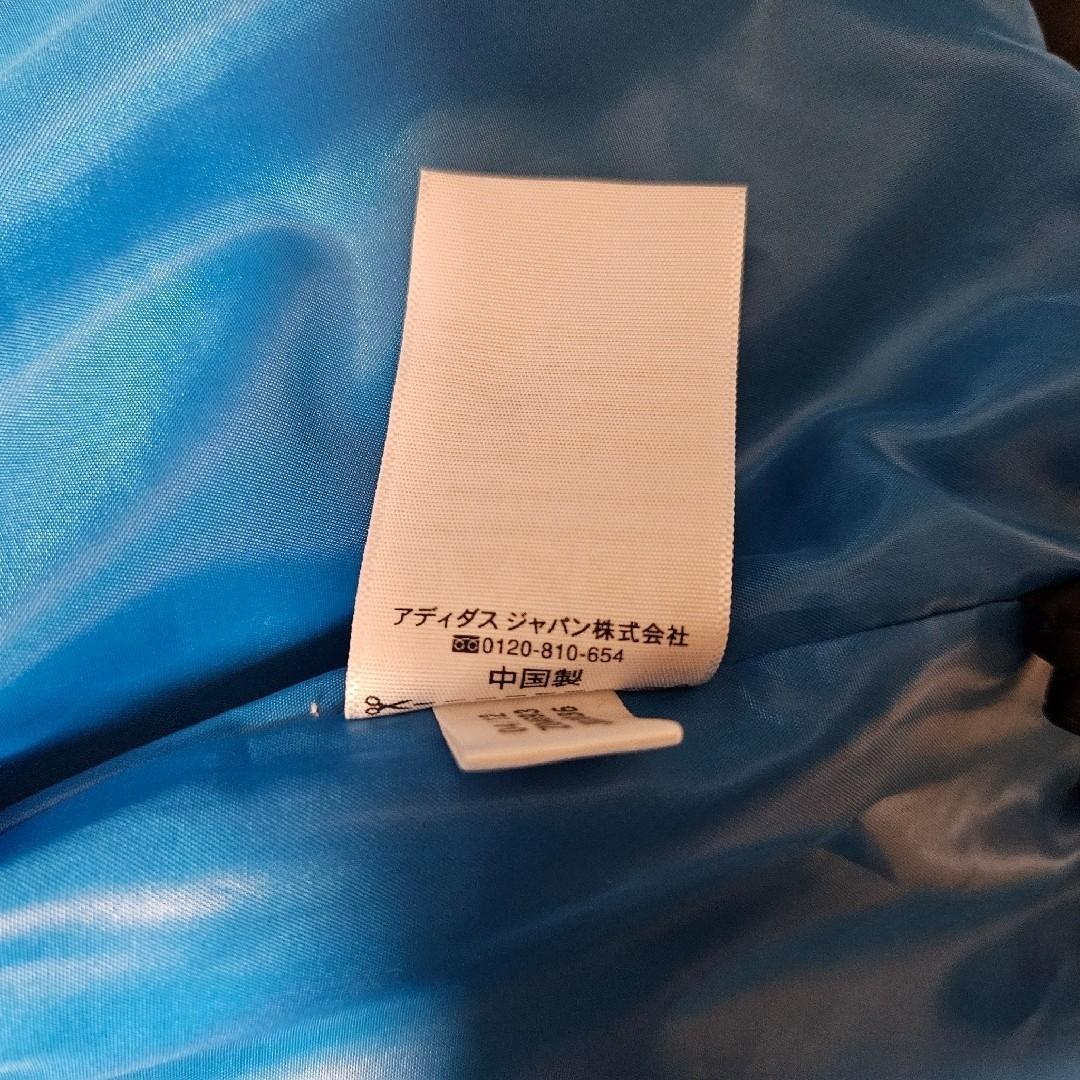 アディダス ジャパン株式会社
0120-810-654
中国製